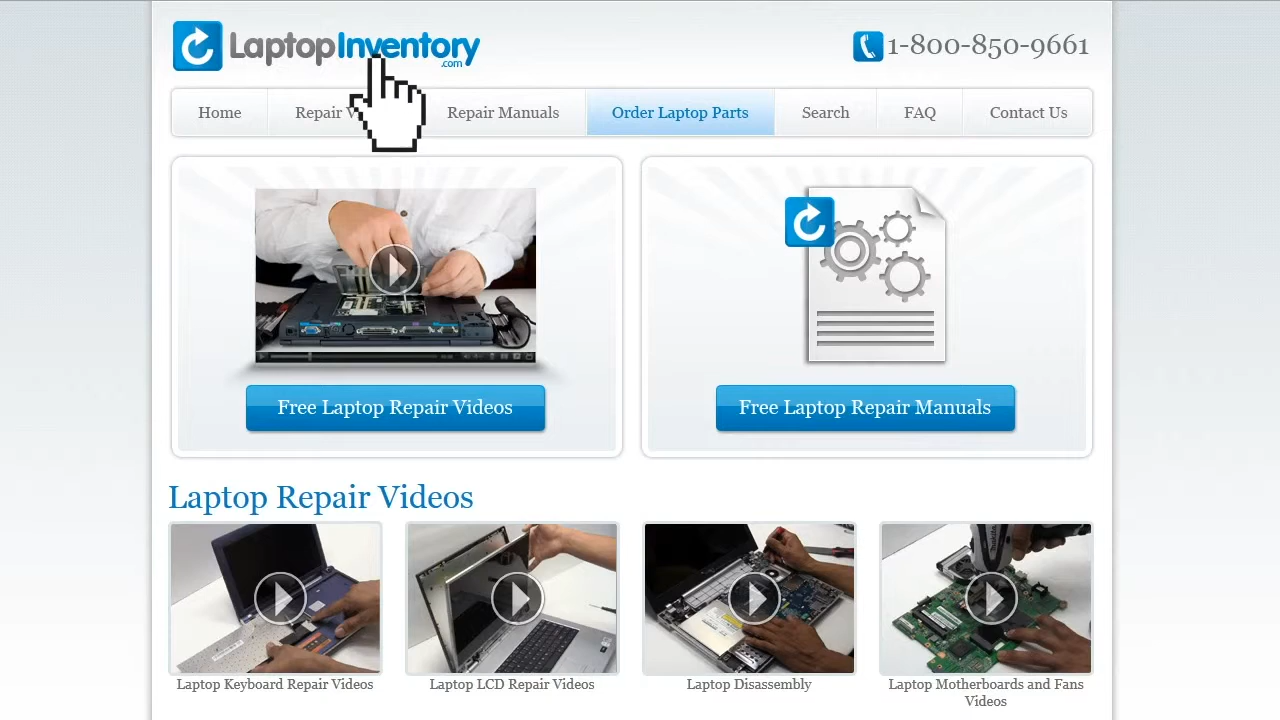 LaptopInventory
.com
1-800-850-9661
Home
Repair V
Repair Manuals
Order Laptop Parts
Search
FAQ
Contact Us
Free Laptop Repair Videos
Free Laptop Repair Manuals
Laptop Repair Videos
Laptop Keyboard Repair Videos
Laptop LCD Repair Videos
Laptop Disassembly
Laptop Motherboards and Fans
Videos